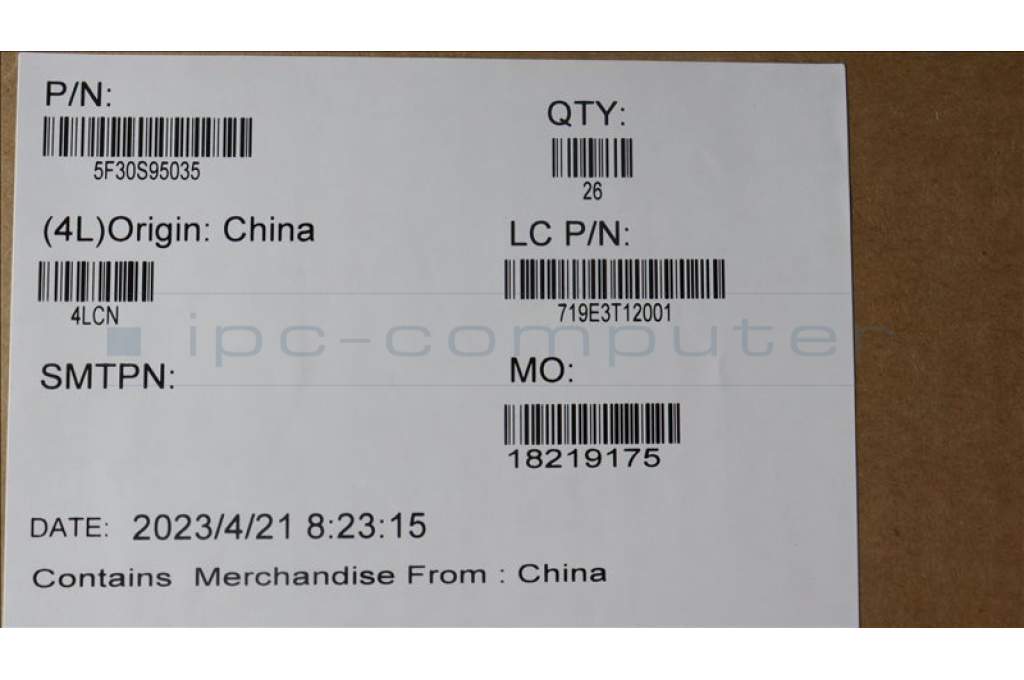 P/N:
5F30S95035
QTY:
26
(4L)Origin: China
4LCN
LC P/N:
719E3T12001
ipc-computer
SMTPN:
MO:
18219175
DATE: 2023/4/21 8:23:15
Contains Merchandise From : China